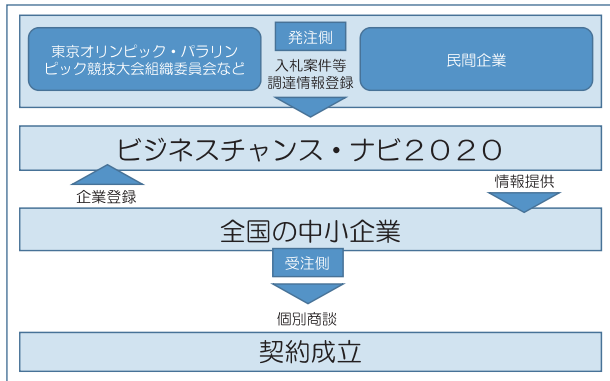 東京オリンピック・パラリン
ピック競技大会組織委員会など
発注側
入札案件等
調達情報登録
民間企業
ビジネスチャンス・ナビ２０２０
企業登録
情報提供
全国の中小企業
受注側
個別商談
契約成立